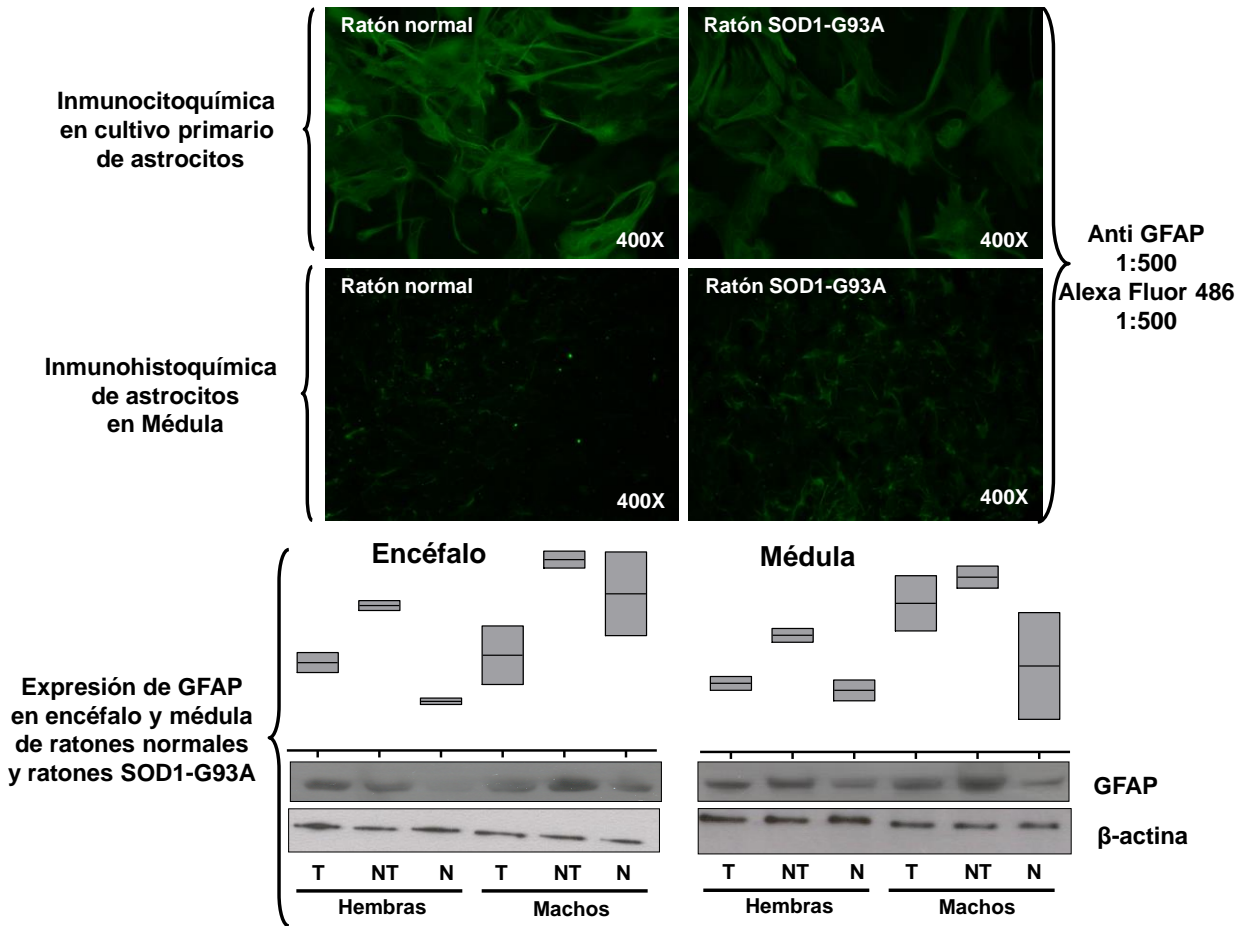 Ratón normal
Ratón SOD1-G93A
Inmunocitoquímica
en cultivo primario
de astrocitos
400X
400X
Ratón normal
Ratón SOD1-G93A
Anti GFAP
1:500
Alexa Fluor 486
1:500
Inmunohistoquímica
de astrocitos
en Médula
400X
400X
Encéfalo
Médula
Expresión de GFAP
en encéfalo y médula
de ratones normales
y ratones SOD1-G93A
GFAP
β-actina
T NT N T NT N
Hembras Machos
T NT N T NT N
Hembras Machos